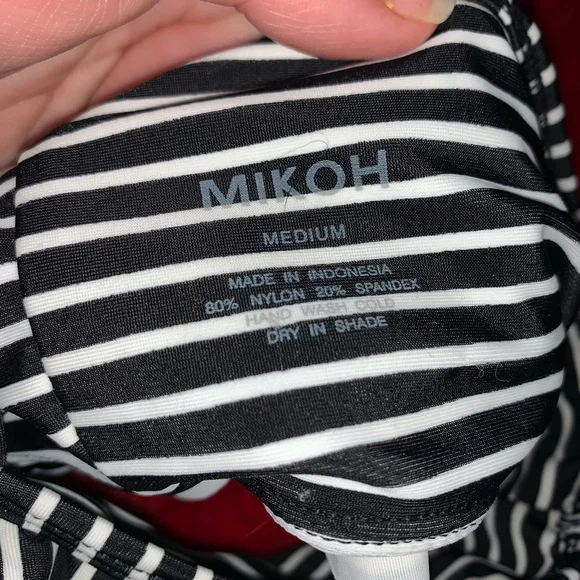 MIKOH
MEDIUM
MADE IN INDONESIA
80% NYLON 20% SPANDEX
HAND WASH COLD
DRY IN SHADE